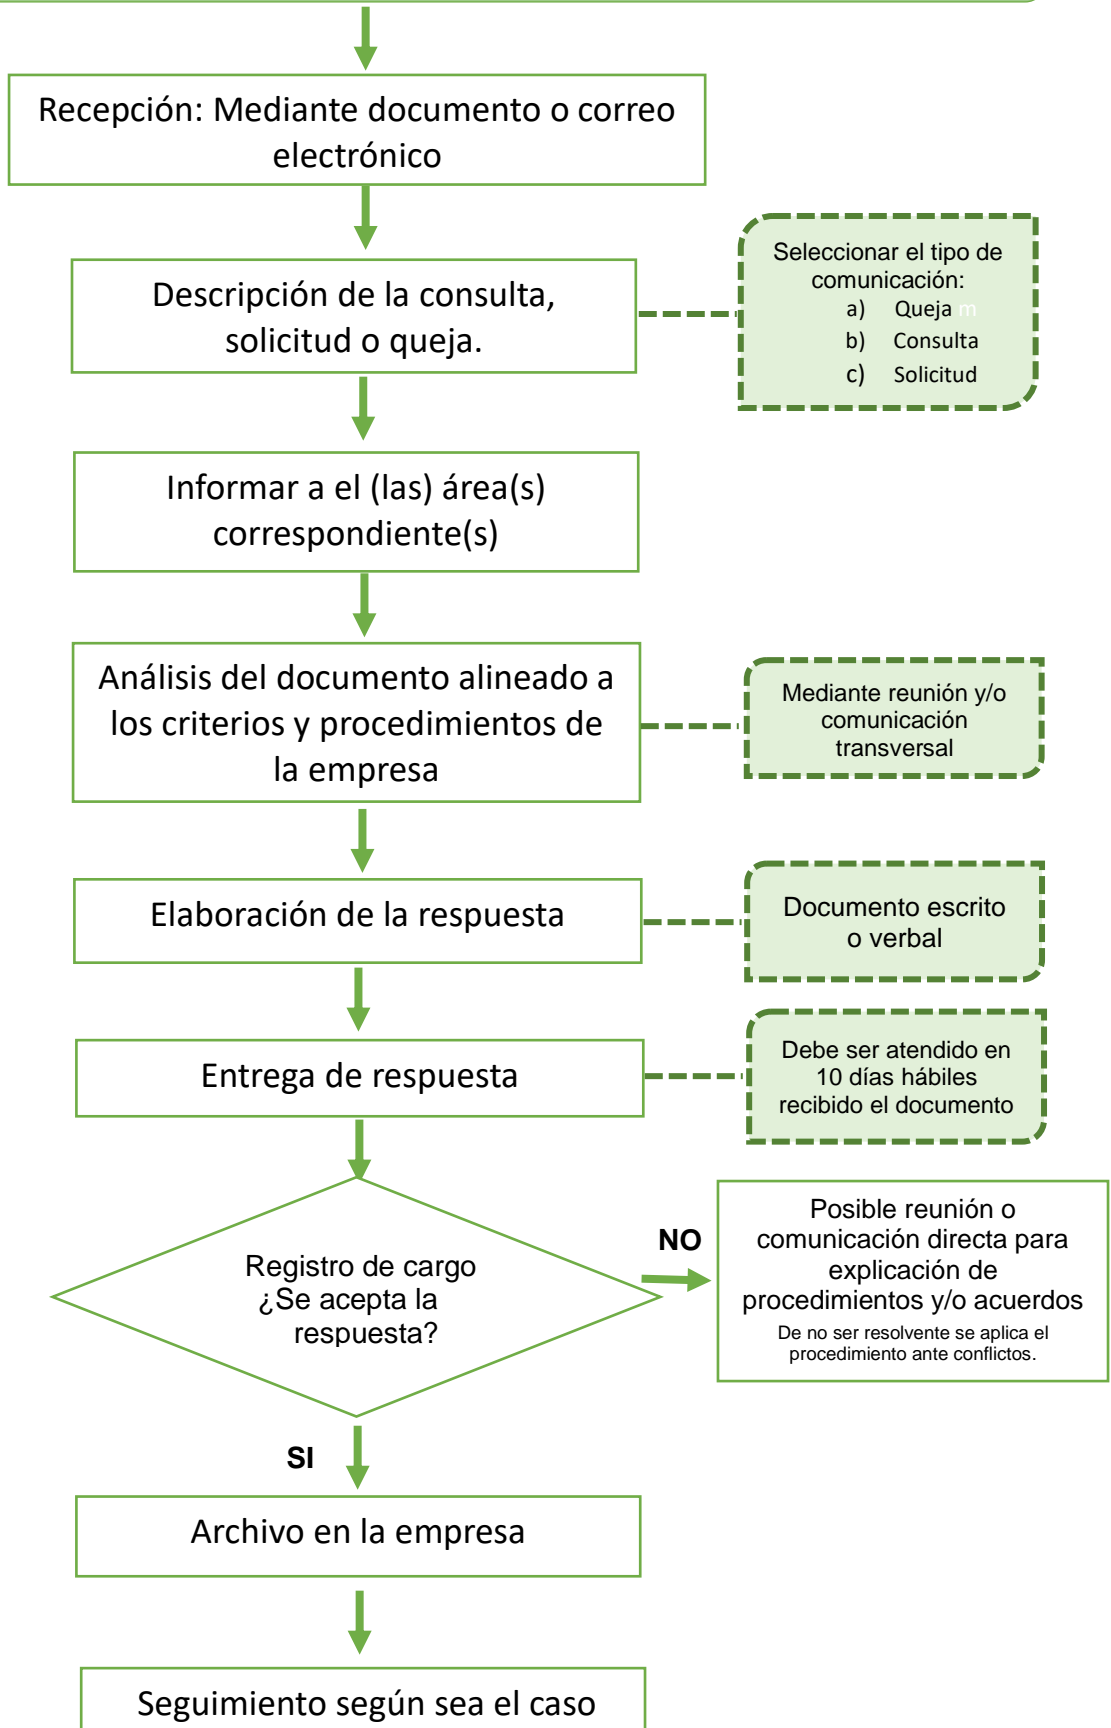 Recepción: Mediante documento o correo
electrónico
Descripción de la consulta,
solicitud o queja.
Seleccionar el tipo de
comunicación:
a) Queja m
b) Consulta
c) Solicitud
Informar a el (las) área(s)
correspondiente(s)
Análisis del documento alineado a
los criterios y procedimientos de
la empresa
Mediante reunión y/o
comunicación
transversal
Elaboración de la respuesta
Documento escrito
o verbal
Entrega de respuesta
Debe ser atendido en
10 días hábiles
recibido el documento
Registro de cargo
¿Se acepta la
respuesta?
NO
Posible reunión o
comunicación directa para
explicación de
procedimientos y/o acuerdos
De no ser resolvente se aplica el
procedimiento ante conflictos.
SI
Archivo en la empresa
Seguimiento según sea el caso